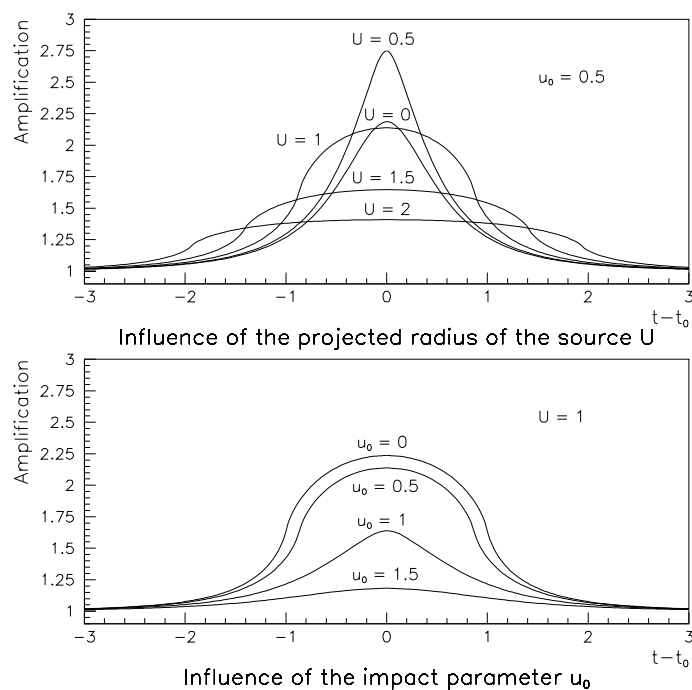 3
2.75
2.5
2.25
2
1.75
1.5
1.25
1
Amplification
U = 0.5
u₀ = 0.5
U = 0
U = 1
U = 1.5
U = 2
−3
−2
−1
0
1
2
3
t−t₀
Influence of the projected radius of the source U
3
2.75
2.5
2.25
2
1.75
1.5
1.25
1
Amplification
U = 1
u₀ = 0
u₀ = 0.5
u₀ = 1
u₀ = 1.5
−3
−2
−1
0
1
2
3
t−t₀
Influence of the impact parameter u₀